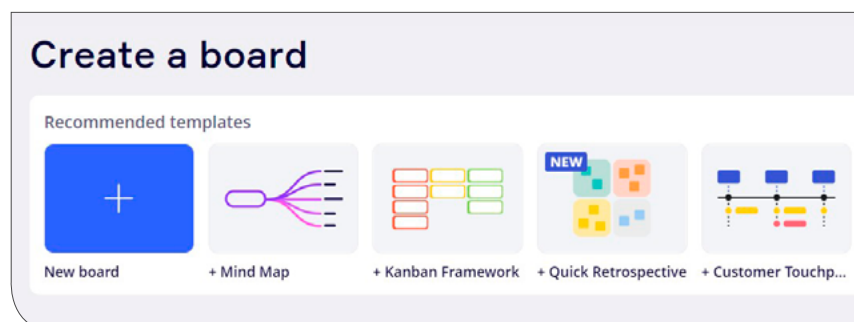 Create a board
Recommended templates
NEW
New board
+ Mind Map
+ Kanban Framework
+ Quick Retrospective
+ Customer Touchp...